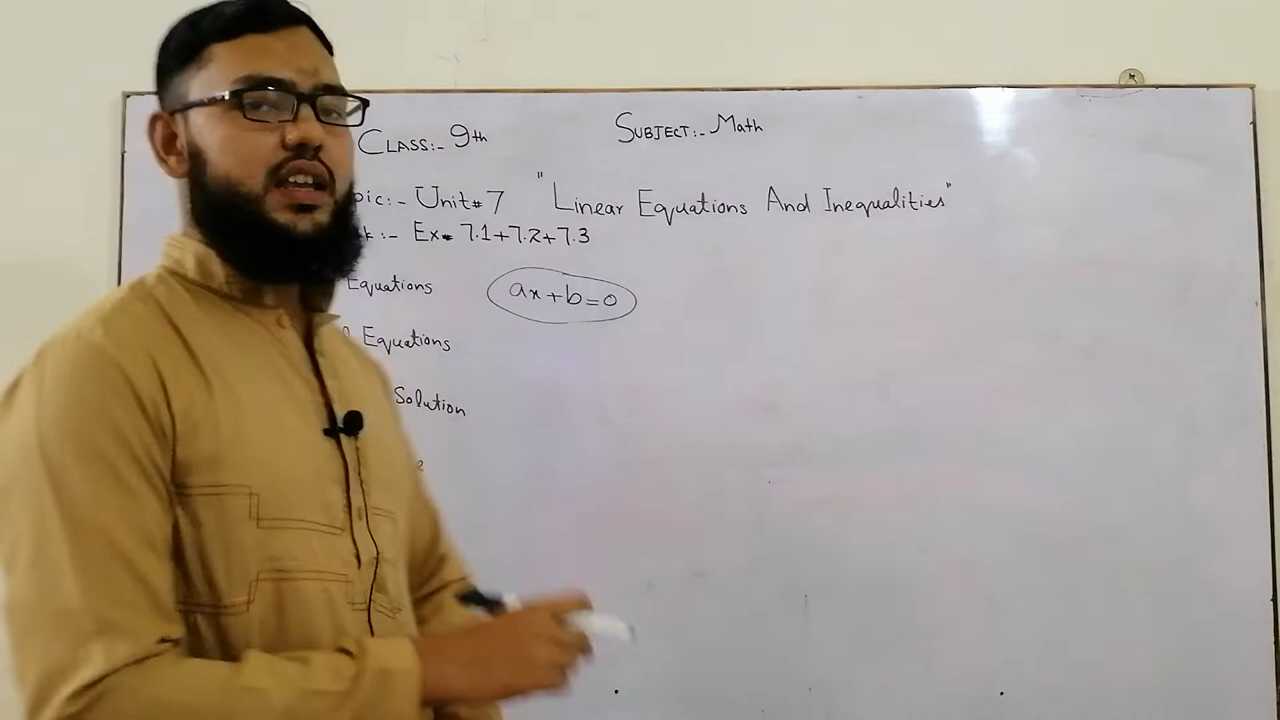 CLASS:- 9th
SUBJECT:- Math
Unit#7 "Linear Equations And Inequalities"
Ex# 7.1+7.2+7.3
Equations
ax+b=0
Equations
Solution